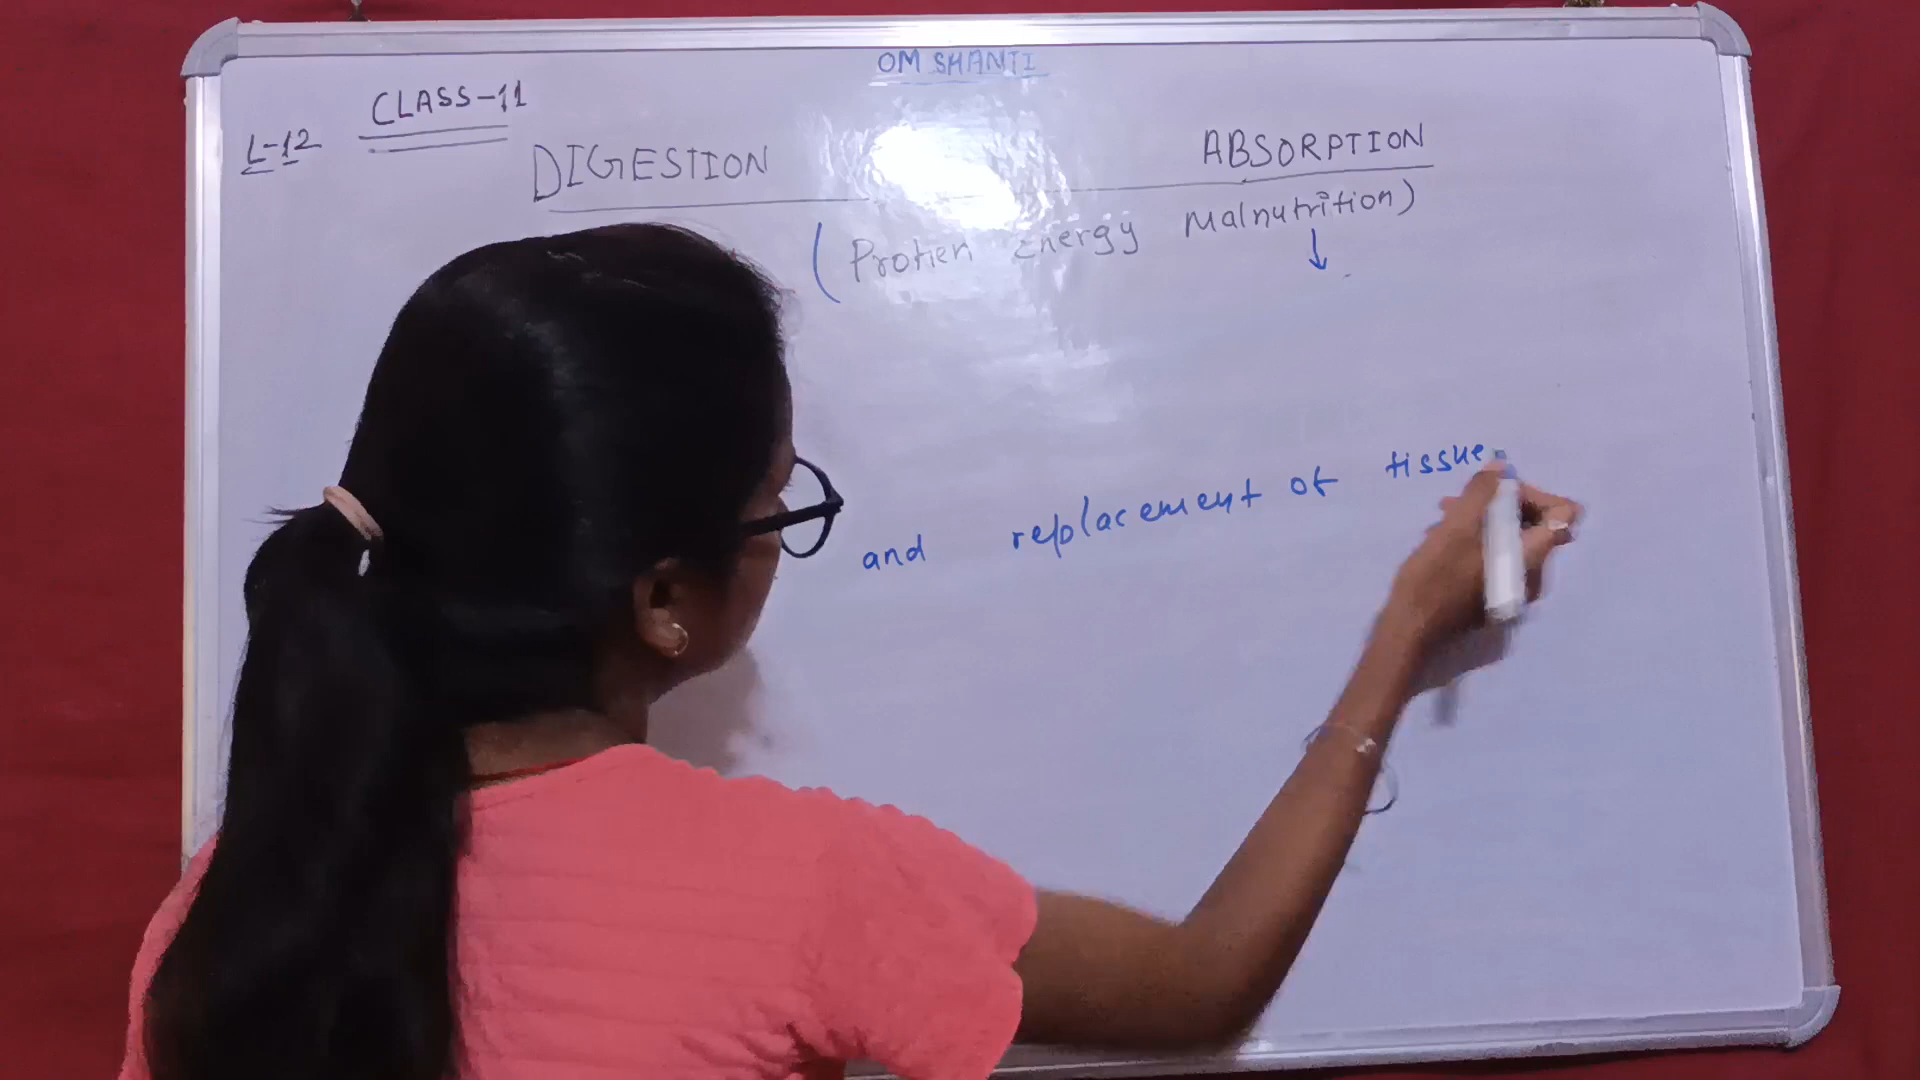 OM SHANTI
CLASS-11
L-12
DIGESTION ABSORPTION
(Protien Energy Malnutrition)
and replacement of tissue